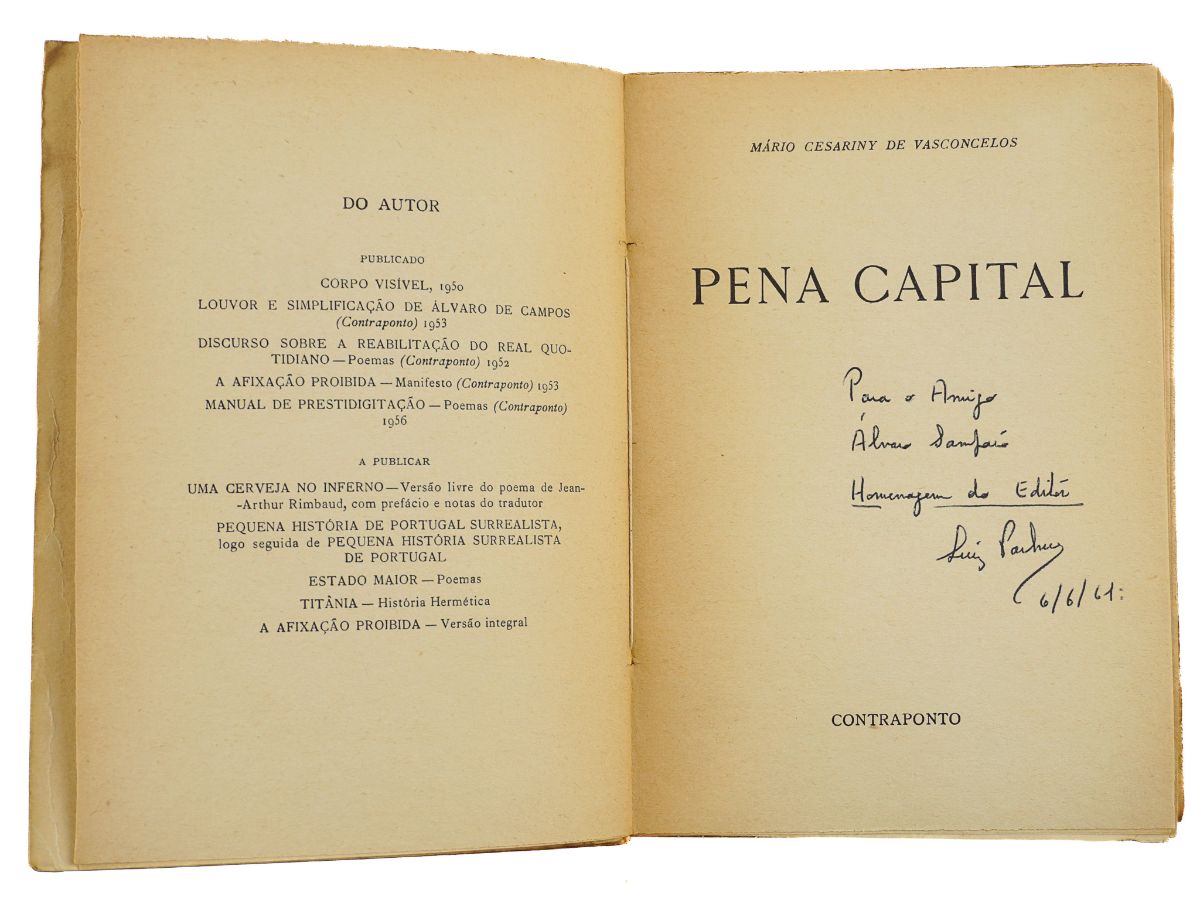 DO AUTOR
PUBLICADO
CORPO VISÍVEL, 1950
LOUVOR E SIMPLIFICAÇÃO DE ÁLVARO DE CAMPOS
(Contraponto) 1953
DISCURSO SOBRE A REABILITAÇÃO DO REAL QUO-
TIDIANO — Poemas (Contraponto) 1952
A AFIXAÇÃO PROIBIDA — Manifesto (Contraponto) 1953
MANUAL DE PRESTIDIGITAÇÃO — Poemas (Contraponto)
1956
A PUBLICAR
UMA CERVEJA NO INFERNO — Versão livre do poema de Jean-
-Arthur Rimbaud, com prefácio e notas do tradutor
PEQUENA HISTÓRIA DE PORTUGAL SURREALISTA,
logo seguida de PEQUENA HISTÓRIA SURREALISTA
DE PORTUGAL
ESTADO MAIOR — Poemas
TITÂNIA — História Hermética
A AFIXAÇÃO PROIBIDA — Versão integral
MÁRIO CESARINY DE VASCONCELOS
PENA CAPITAL
Para o Amigo
Álvaro Sampaio
Homenagem do Editôr
Luiz Pacheco
6/6/61:
CONTRAPONTO